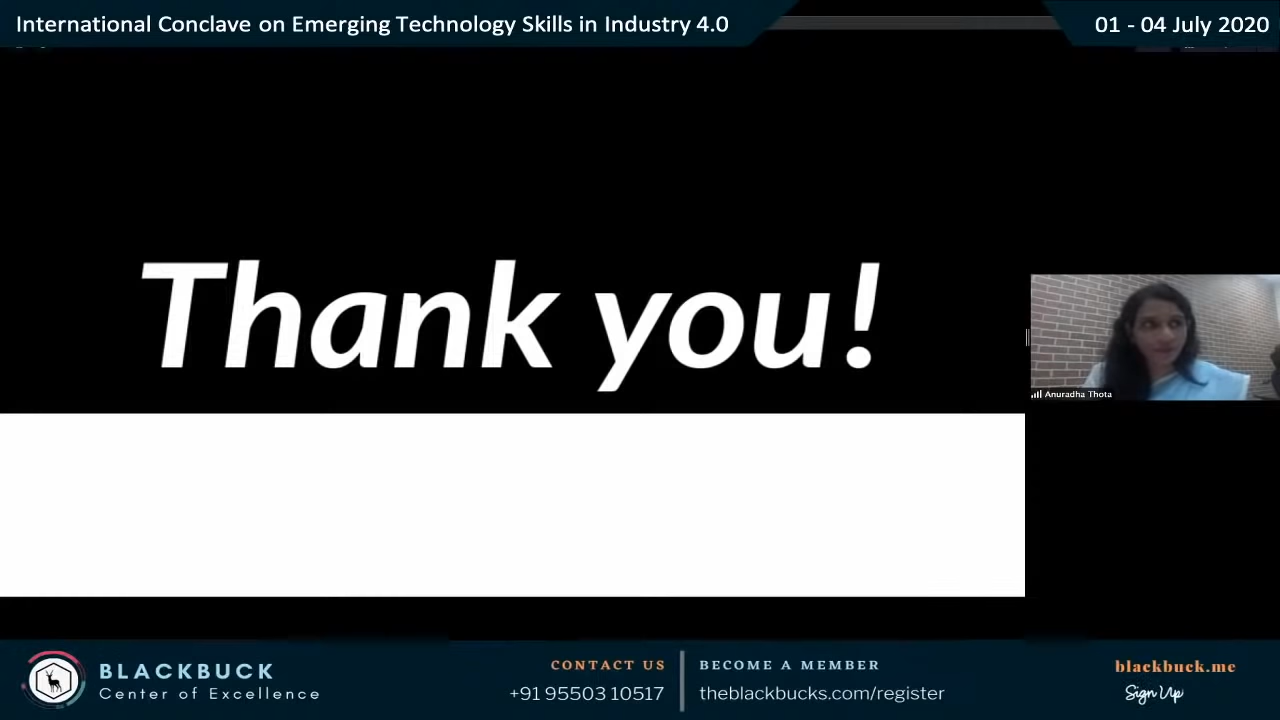 International Conclave on Emerging Technology Skills in Industry 4.0
01 - 04 July 2020
Thank you!
Anuradha Thota
BLACKBUCK
Center of Excellence
CONTACT US
+91 95503 10517
BECOME A MEMBER
theblackbucks.com/register
blackbuck.me
Sign Up